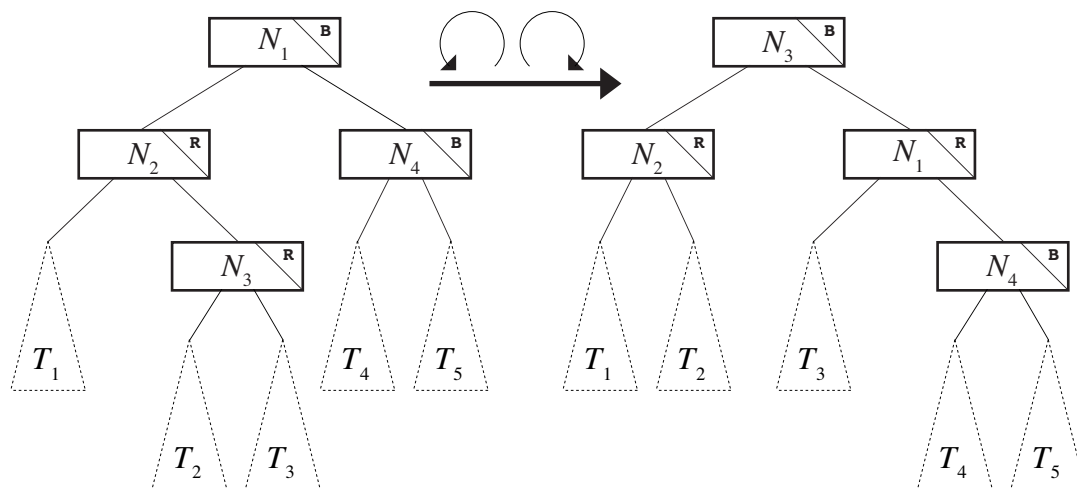 N₁ B N₃ B
N₂ R N₄ B N₂ R N₁ R
N₃ R N₄ B
T₁ T₄ T₅ T₁ T₂ T₃
T₂ T₃ T₄ T₅